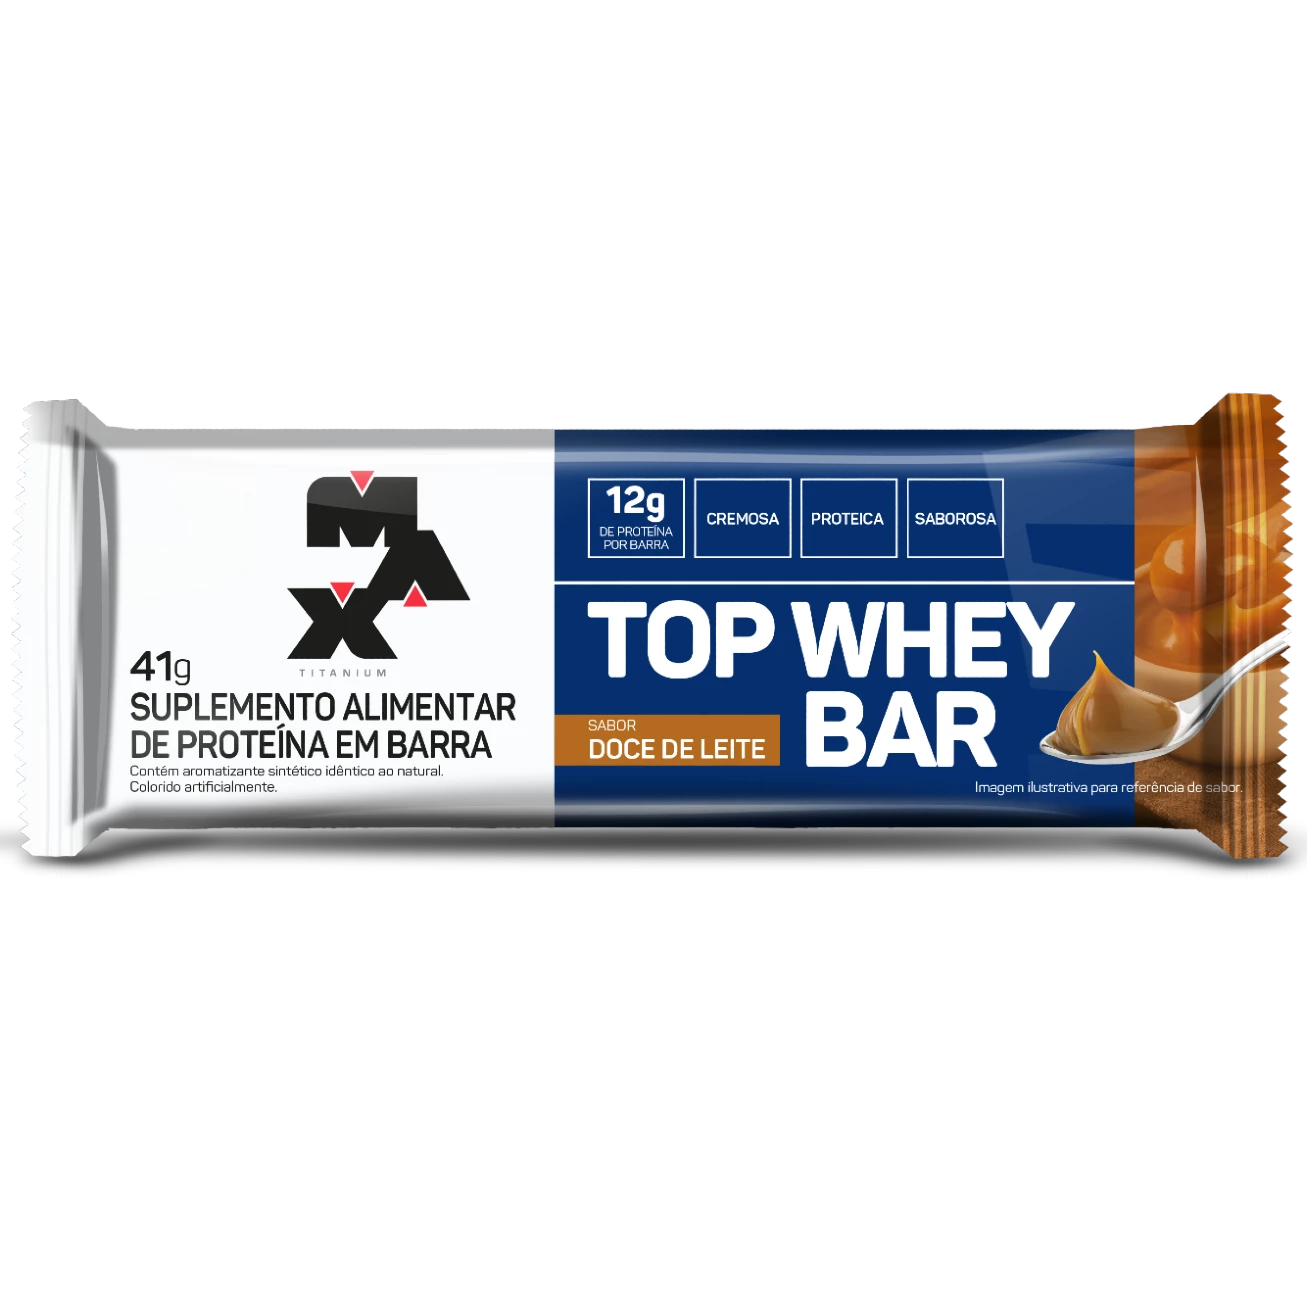 MAX
TITANIUM
41g
SUPLEMENTO ALIMENTAR
DE PROTEÍNA EM BARRA
Contém aromatizante sintético idêntico ao natural.
Colorido artificialmente.
12g
DE PROTEÍNA
POR BARRA
CREMOSA
PROTEICA
SABOROSA
TOP WHEY
BAR
SABOR
DOCE DE LEITE
Imagem ilustrativa para referência de sabor.